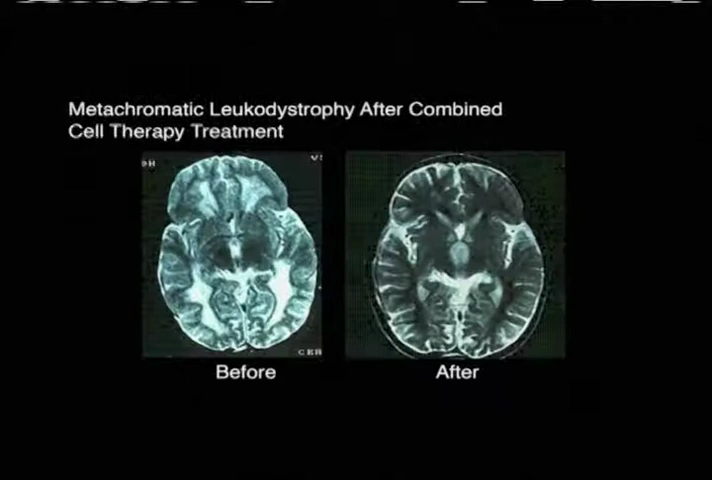 Metachromatic Leukodystrophy After Combined
Cell Therapy Treatment
Before
After